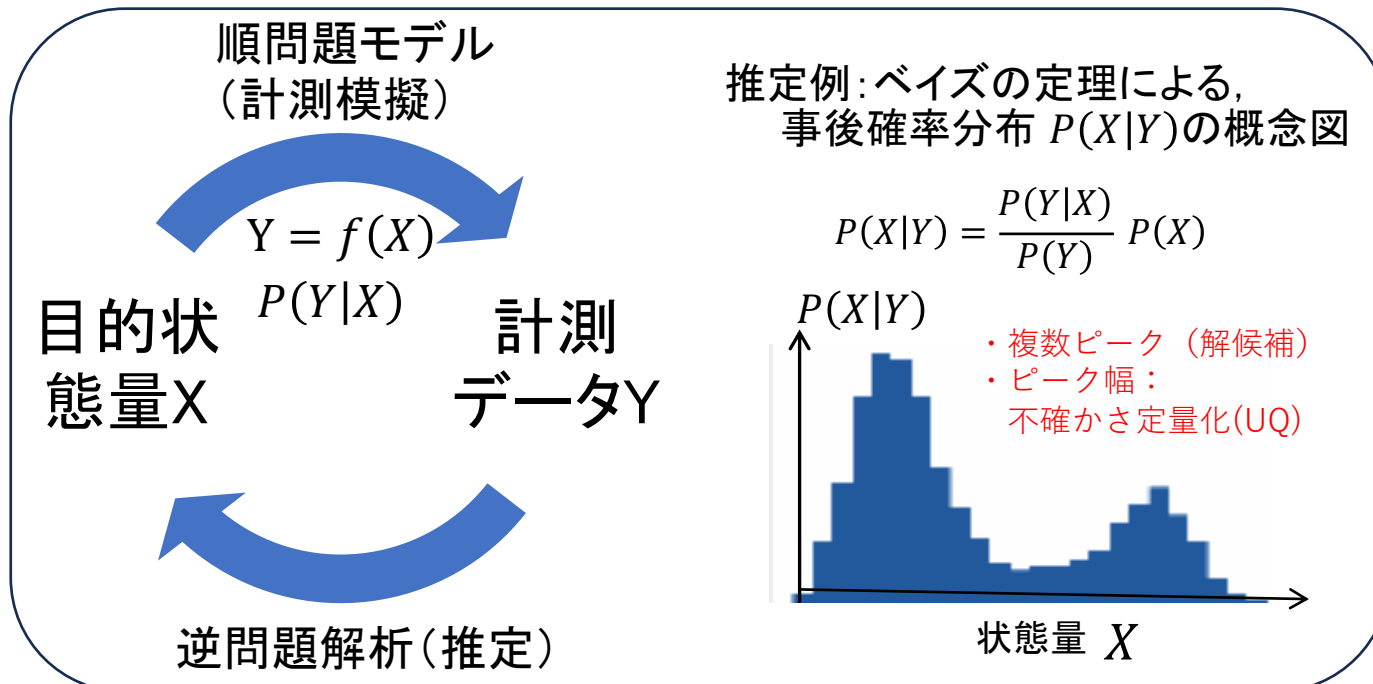 順問題モデル
（計測模擬）
Y = f(X)
P(Y|X)
目的状
態量X
計測
データY
逆問題解析（推定）
推定例：ベイズの定理による,
事後確率分布 P(X|Y)の概念図
P(X|Y) = P(Y|X) / P(Y) P(X)
P(X|Y)
・複数ピーク（解候補）
・ピーク幅：
不確かさ定量化(UQ)
状態量 X